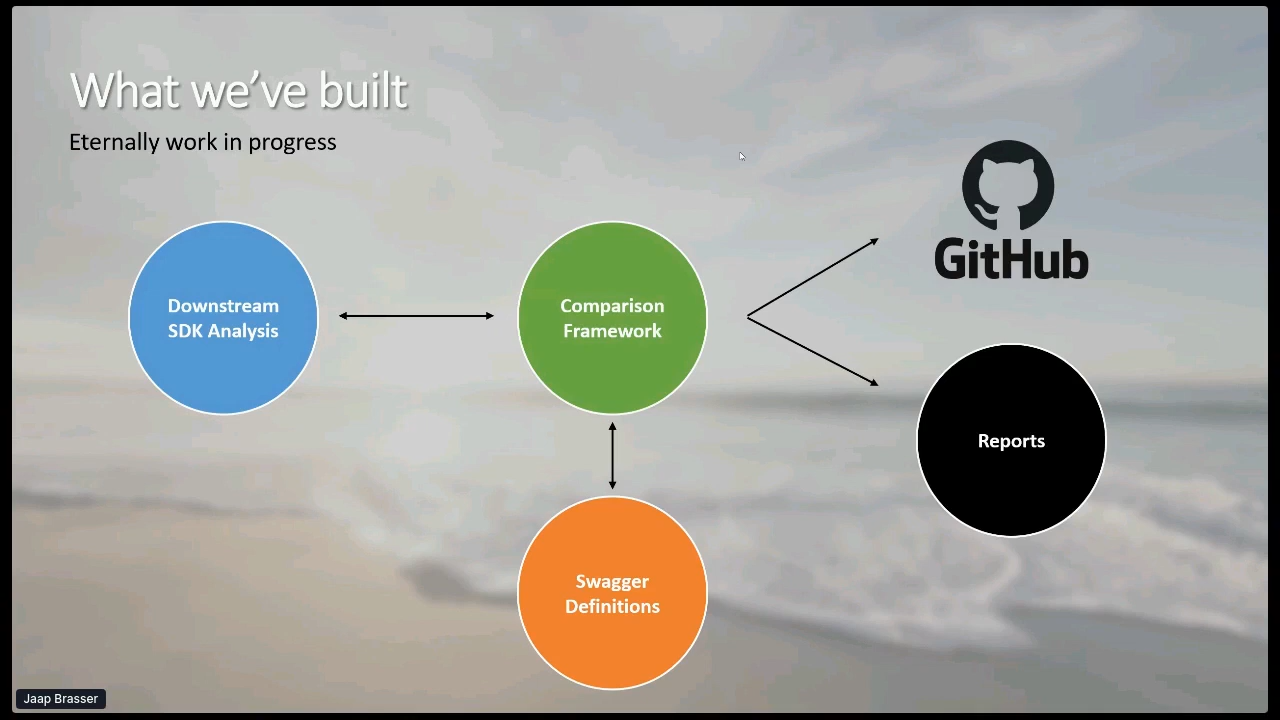 What we've built
Eternally work in progress
GitHub
Downstream
SDK Analysis
Comparison
Framework
Reports
Swagger
Definitions
Jaap Brasser